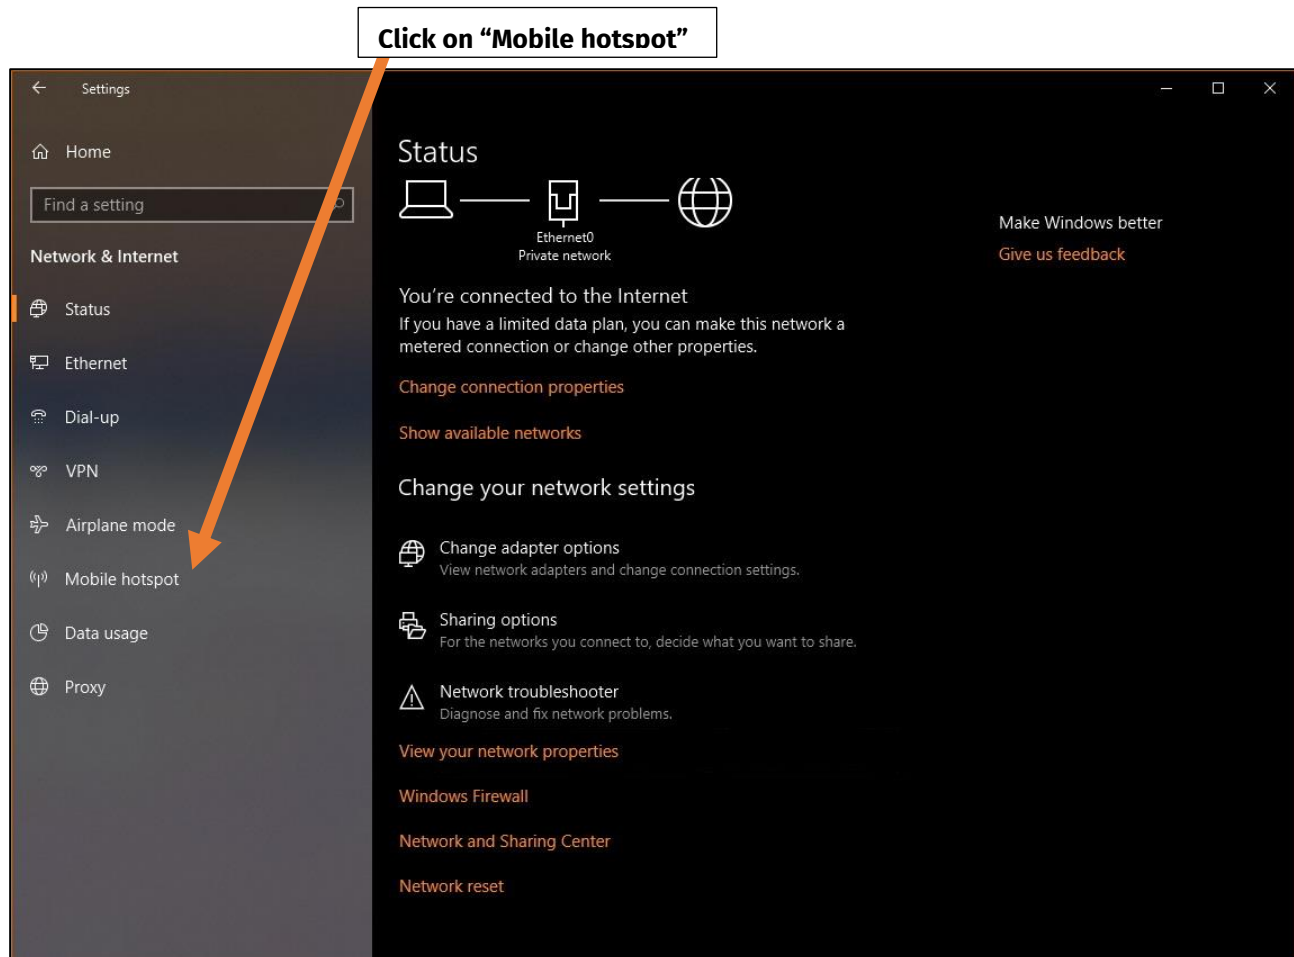 Click on “Mobile hotspot”
Settings
Home
Find a setting
Network & Internet
Status
Ethernet
Dial-up
VPN
Airplane mode
Mobile hotspot
Data usage
Proxy
Status
Ethernet0
Private network
You’re connected to the Internet
If you have a limited data plan, you can make this network a
metered connection or change other properties.
Change connection properties
Show available networks
Change your network settings
Change adapter options
View network adapters and change connection settings.
Sharing options
For the networks you connect to, decide what you want to share.
Network troubleshooter
Diagnose and fix network problems.
View your network properties
Windows Firewall
Network and Sharing Center
Network reset
Make Windows better
Give us feedback